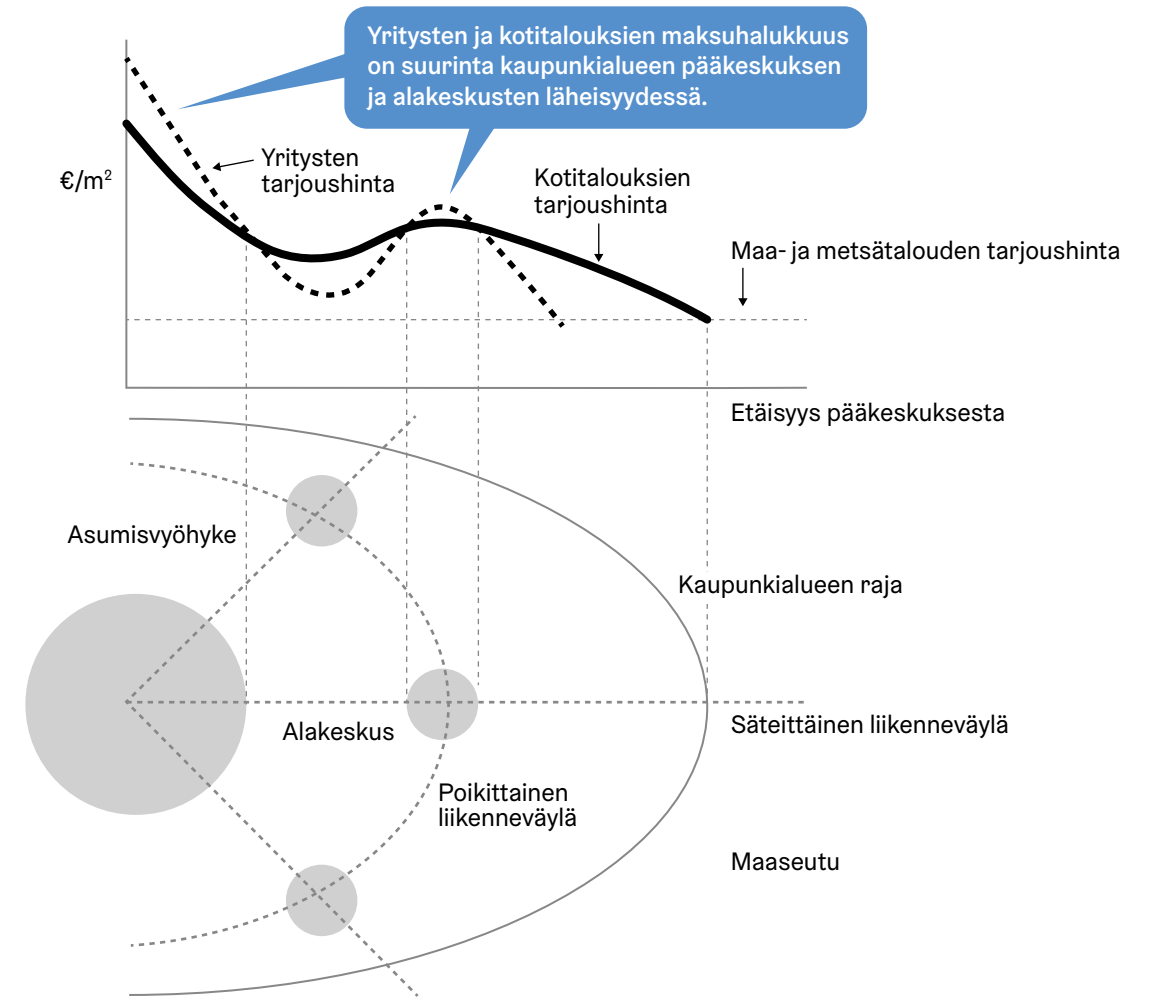 Yritysten ja kotitalouksien maksuhalukkuus
on suurinta kaupunkialueen pääkeskuksen
ja alakeskusten läheisyydessä.
Yritysten
tarjoushinta
€/m²
Kotitalouksien
tarjoushinta
Maa- ja metsätalouden tarjoushinta
Etäisyys pääkeskuksesta
Asumisvyöhyke
Kaupunkialueen raja
Säteittäinen liikenneväylä
Alakeskus
Poikittainen
liikenneväylä
Maaseutu